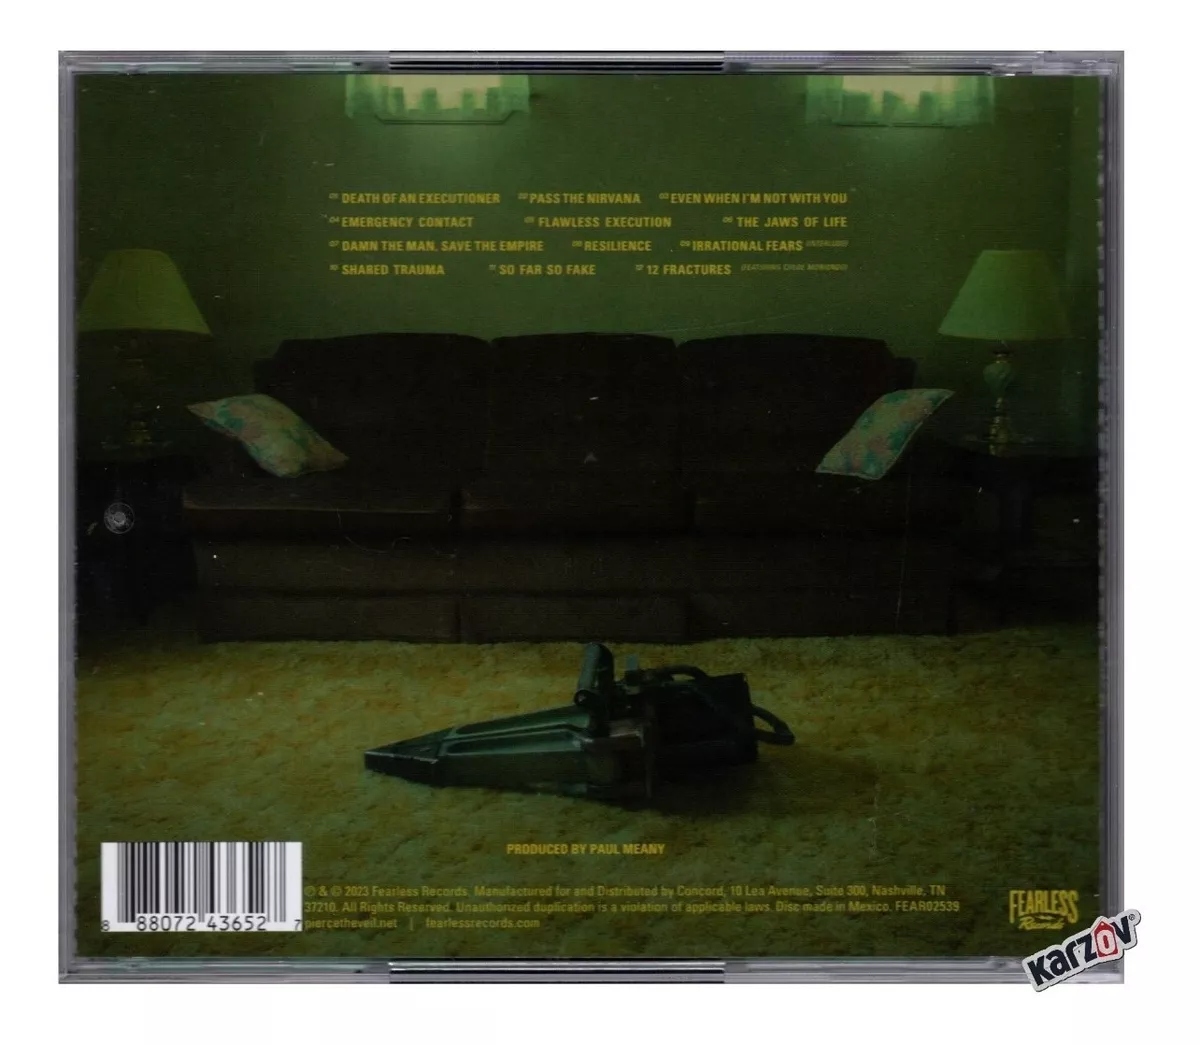 01 DEATH OF AN EXECUTIONER 02 PASS THE NIRVANA 03 EVEN WHEN I'M NOT WITH YOU
04 EMERGENCY CONTACT 05 FLAWLESS EXECUTION 06 THE JAWS OF LIFE
07 DAMN THE MAN, SAVE THE EMPIRE 08 RESILIENCE 09 IRRATIONAL FEARS (INTERLUDE)
10 SHARED TRAUMA 11 SO FAR SO FAKE 12 12 FRACTURES (FEATURING CHLOE MORIONDO)
PRODUCED BY PAUL MEANY
℗ & © 2023 Fearless Records. Manufactured for and Distributed by Concord, 10 Lea Avenue, Suite 300, Nashville, TN
37210. All Rights Reserved. Unauthorized duplication is a violation of applicable laws. Disc made in Mexico. FEAR02539
piercetheveil.net | fearlessrecords.com
8 88072 43652 7
FEARLESS
Records
Karzov®